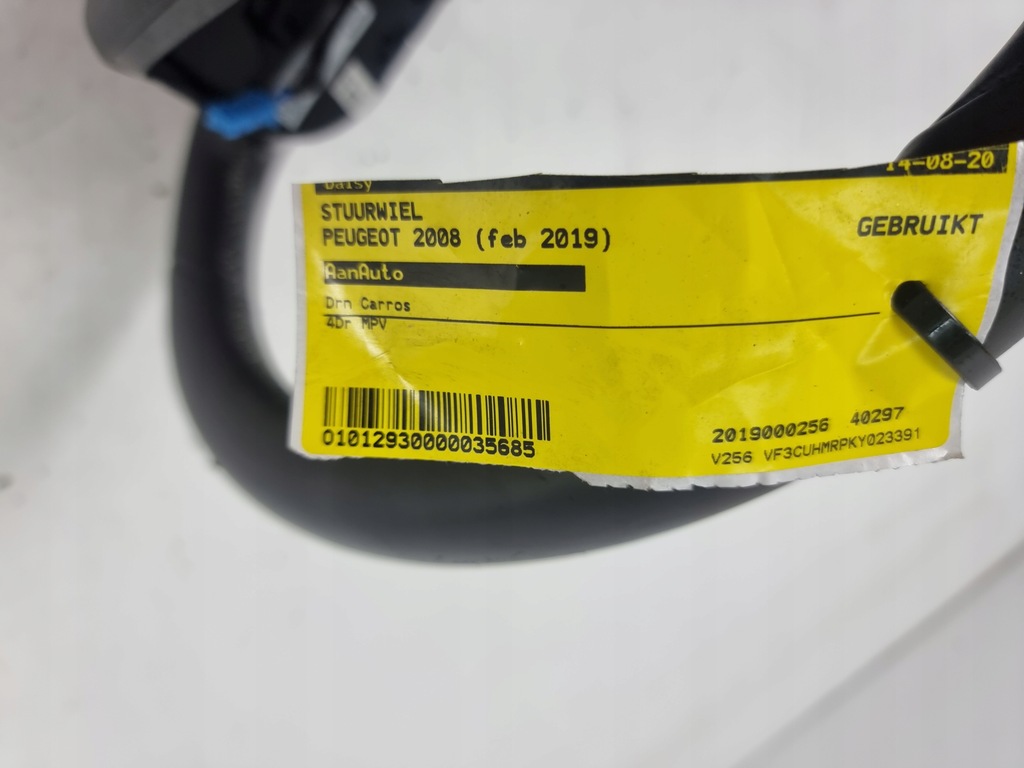 Daisy 14-08-20
STUURWIEL
PEUGEOT 2008 (feb 2019) GEBRUIKT
AanAuto
Drn Carros
4Dr MPV
01012930000035685
2019000256 40297
V256 VF3CUHMRPKY023391